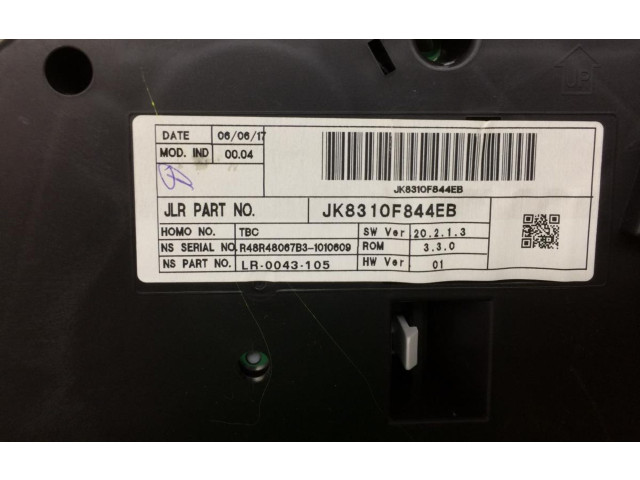 JP
DATE 06/06/17
MOD. IND 00.04
JK8310F844EB
JLR PART NO. JK8310F844EB
HOMO NO. TBC SW Ver 20.2.1.3
NS SERIAL NO. R48R48067B3-1010609 ROM 3.3.0
NS PART NO. LR-0043-105 HW Ver 01